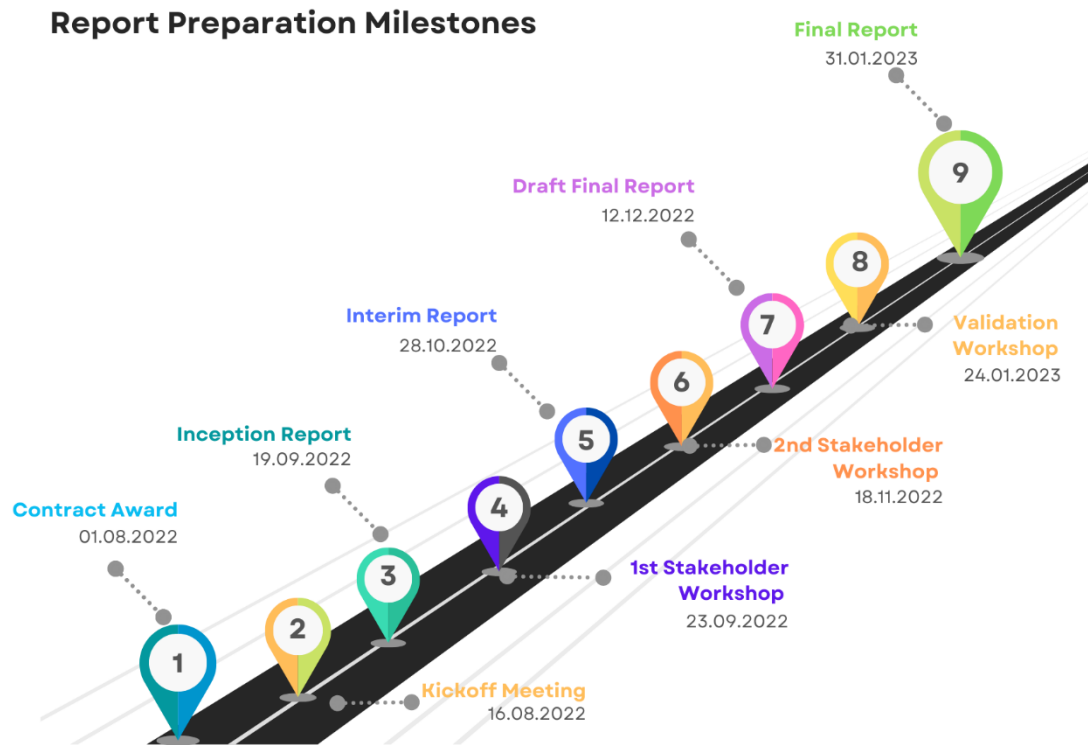 Report Preparation Milestones
Final Report
31.01.2023
9
Draft Final Report
12.12.2022
8
Validation
Workshop
24.01.2023
7
Interim Report
28.10.2022
6
2nd Stakeholder
Workshop
18.11.2022
5
Inception Report
19.09.2022
4
1st Stakeholder
Workshop
23.09.2022
Contract Award
01.08.2022
3
2
Kickoff Meeting
16.08.2022
1